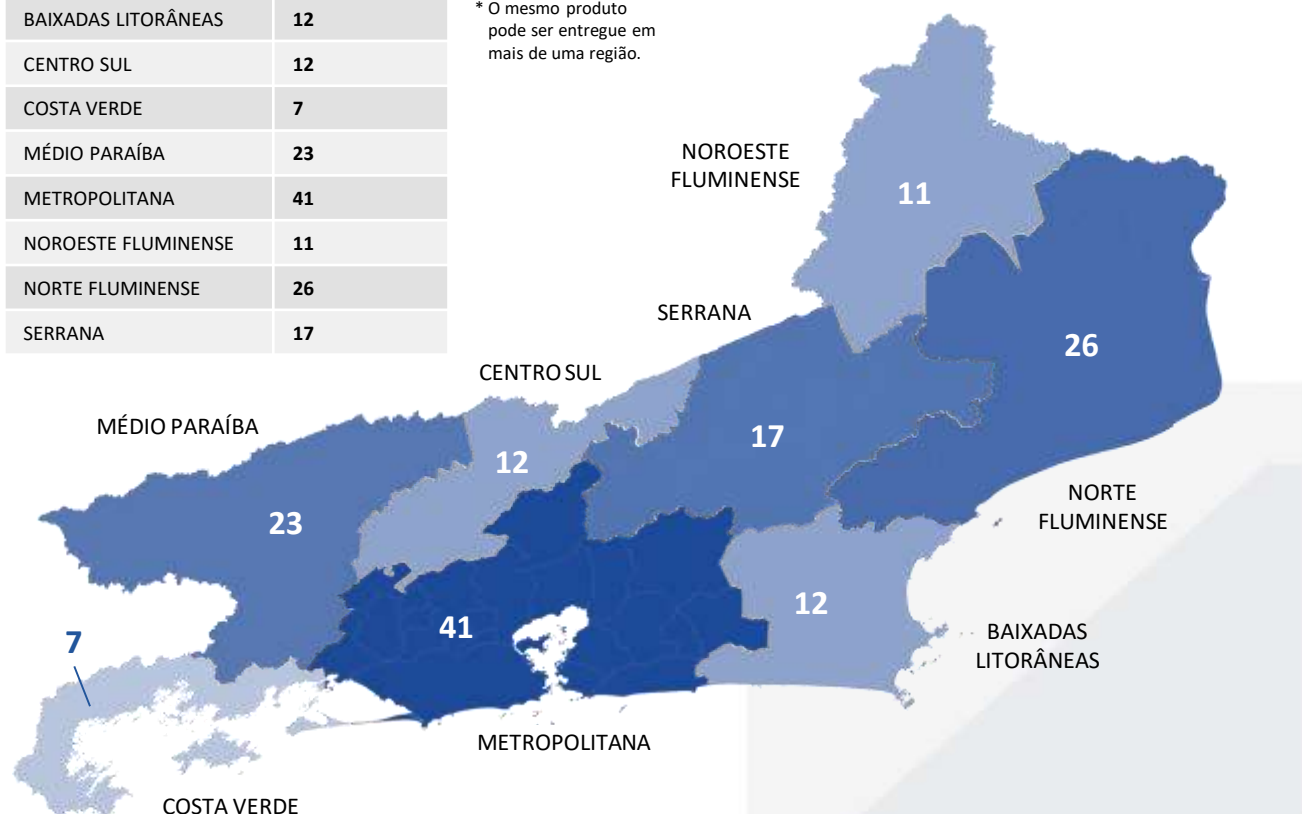 BAIXADAS LITORÂNEAS 12
CENTRO SUL 12
COSTA VERDE 7
MÉDIO PARAÍBA 23
METROPOLITANA 41
NOROESTE FLUMINENSE 11
NORTE FLUMINENSE 26
SERRANA 17
* O mesmo produto
pode ser entregue em
mais de uma região.
NOROESTE
FLUMINENSE
11
SERRANA
26
CENTRO SUL
MÉDIO PARAÍBA
17
12
NORTE
FLUMINENSE
23
12
41
7
BAIXADAS
LITORÂNEAS
METROPOLITANA
COSTA VERDE